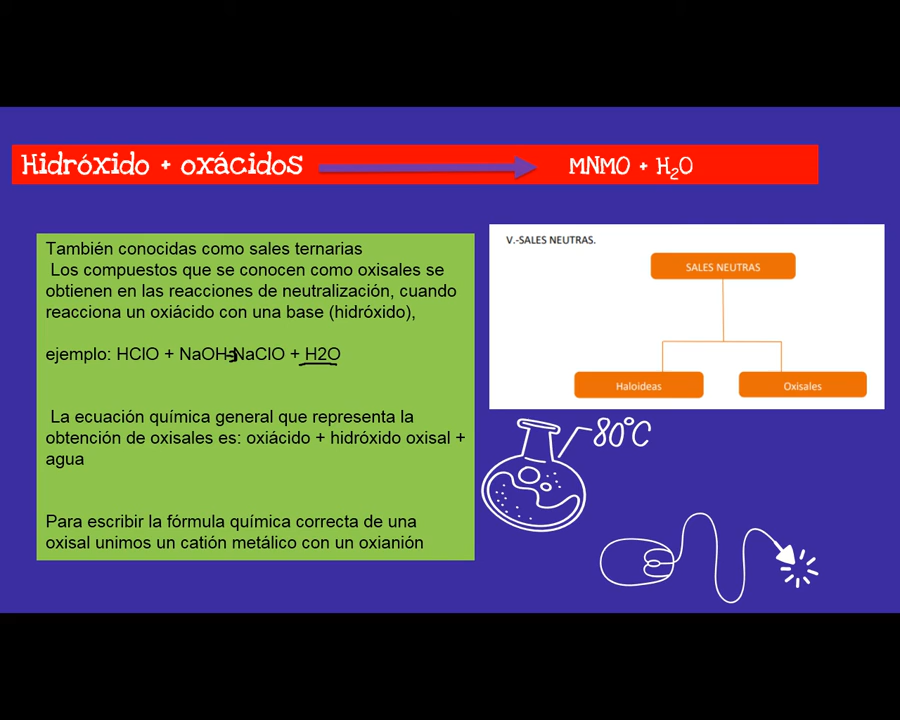 Hidróxido + oxácidos MNMO + H₂O
También conocidas como sales ternarias
Los compuestos que se conocen como oxisales se
obtienen en las reacciones de neutralización, cuando
reacciona un oxiácido con una base (hidróxido),
ejemplo: HClO + NaOH→NaClO + H2O
La ecuación química general que representa la
obtención de oxisales es: oxiácido + hidróxido oxisal +
agua
Para escribir la fórmula química correcta de una
oxisal unimos un catión metálico con un oxianión
V.-SALES NEUTRAS.
SALES NEUTRAS
Haloideas
Oxisales
80°C